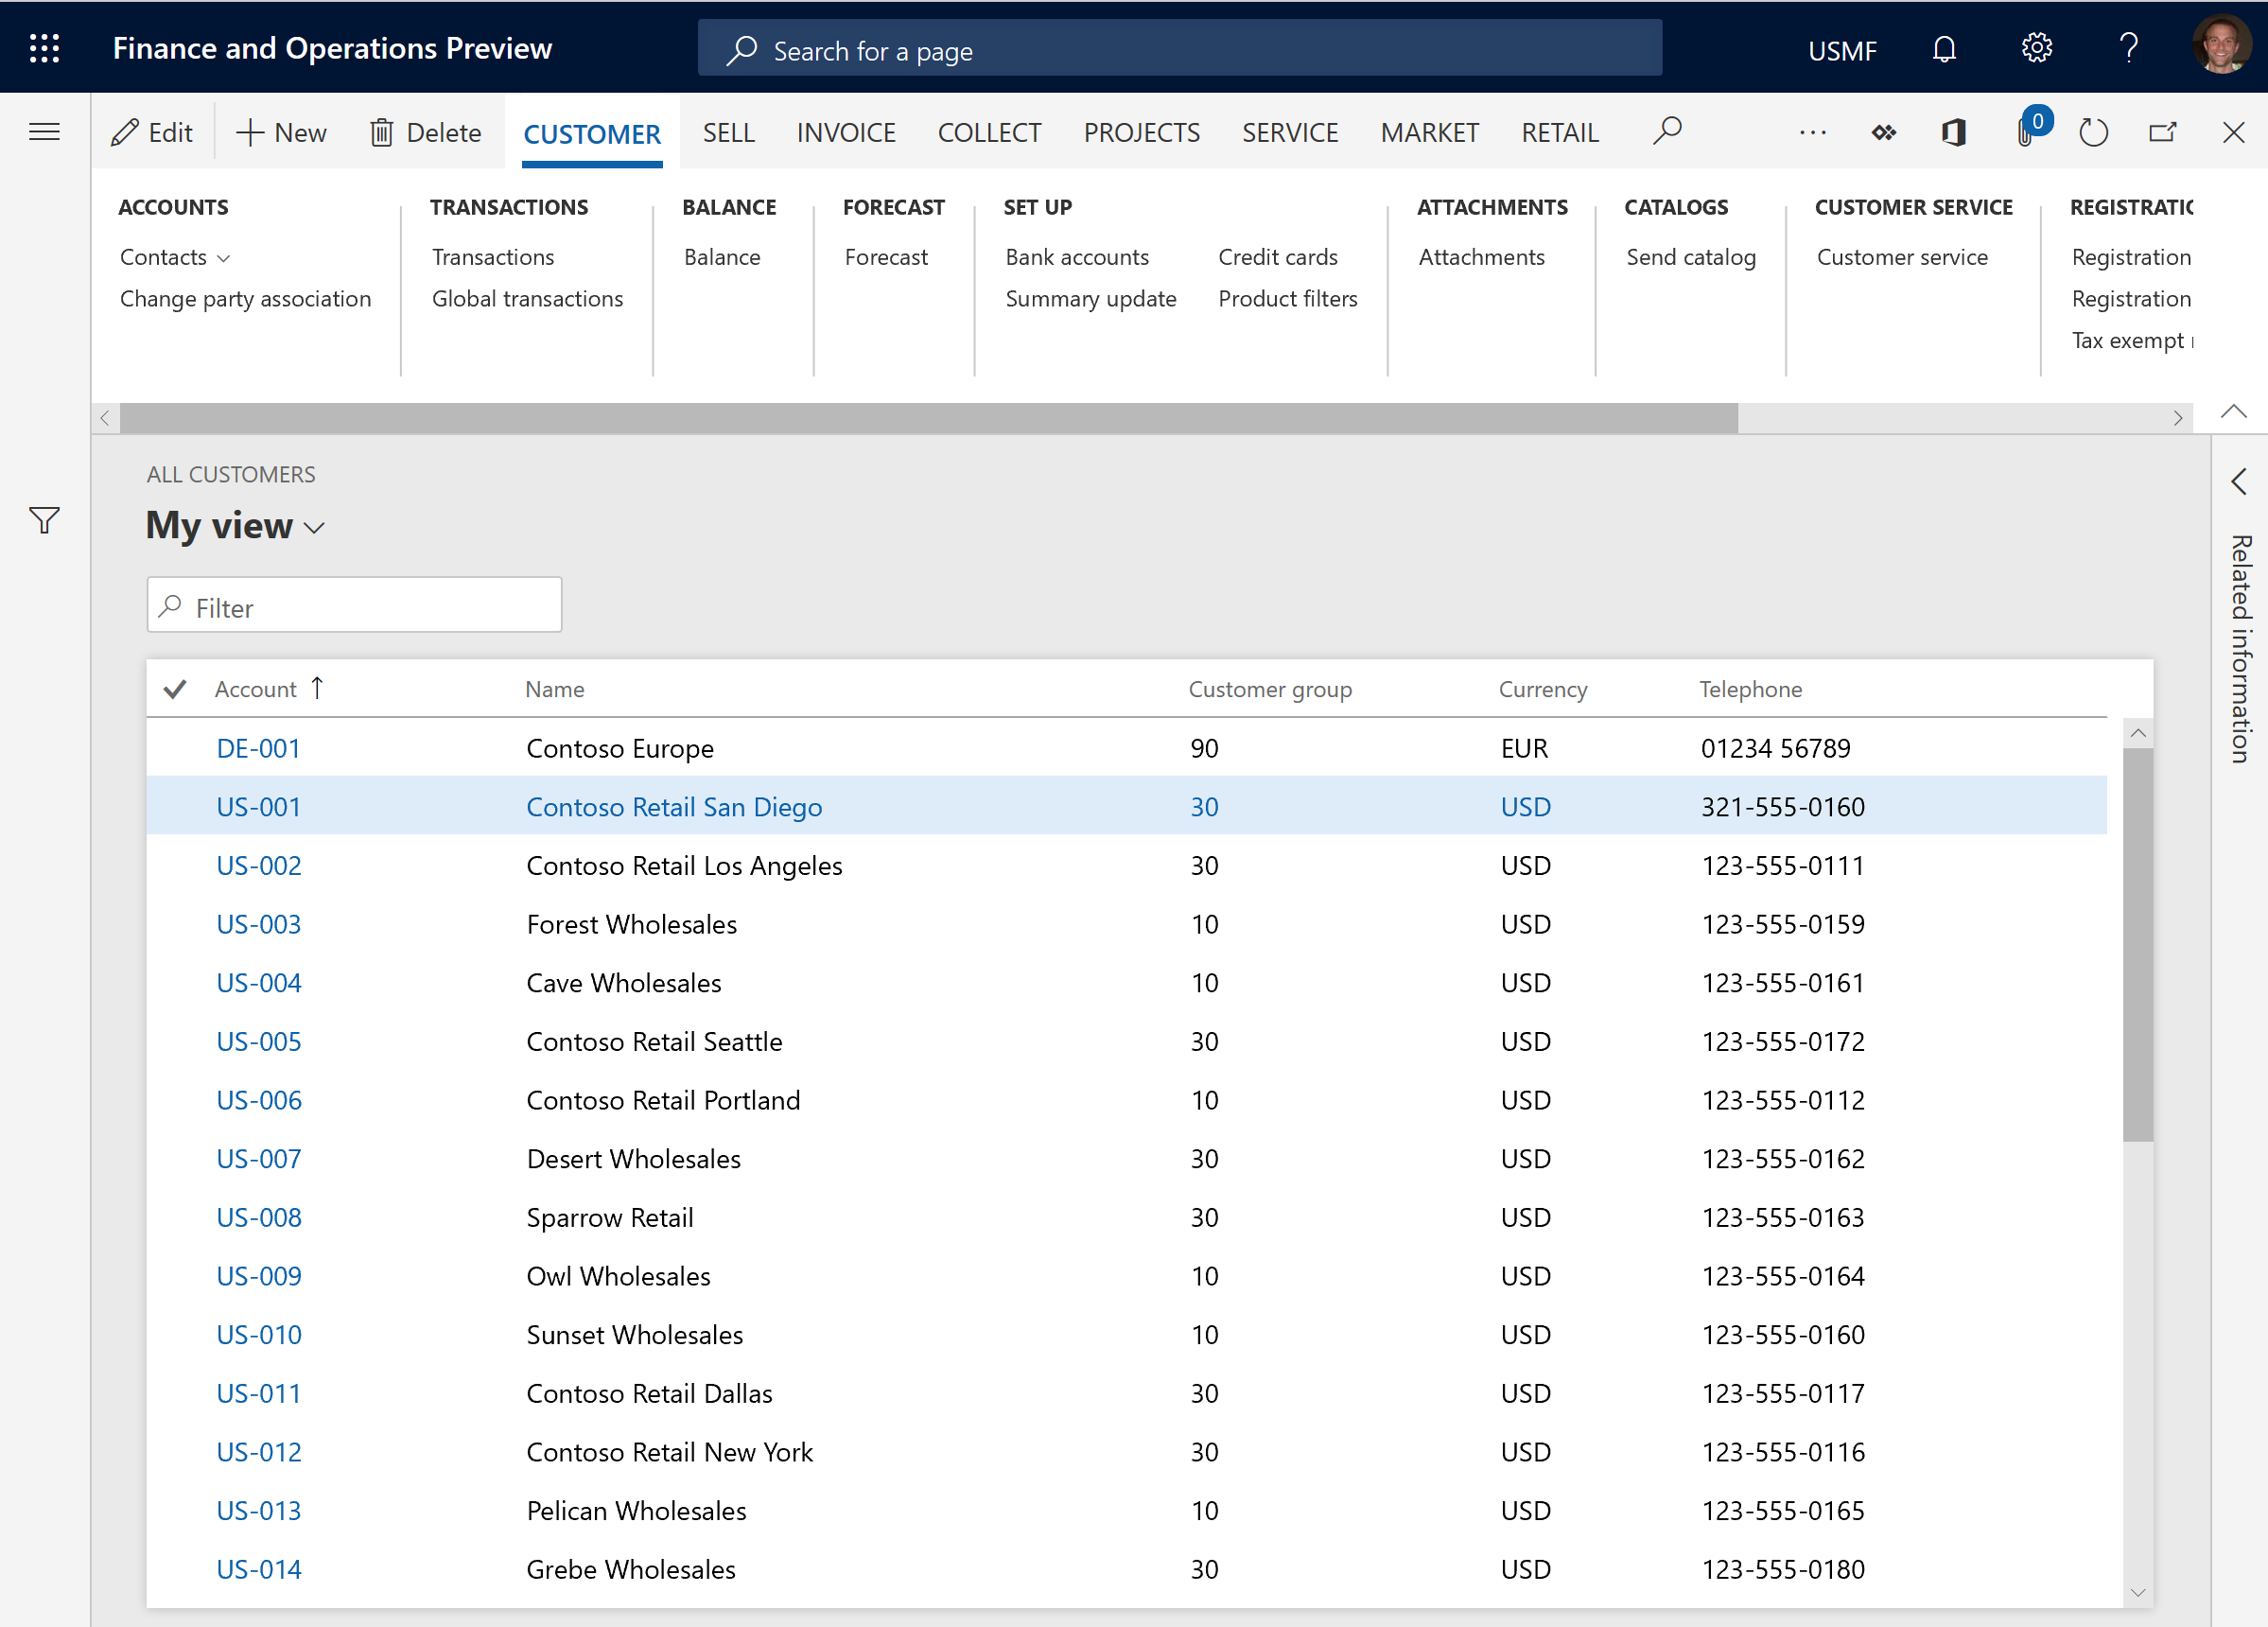 Finance and Operations Preview
Search for a page
USMF
Edit
New
Delete
CUSTOMER
SELL
INVOICE
COLLECT
PROJECTS
SERVICE
MARKET
RETAIL
0
ACCOUNTS
Contacts
Change party association
TRANSACTIONS
Transactions
Global transactions
BALANCE
Balance
FORECAST
Forecast
SET UP
Bank accounts
Summary update
Credit cards
Product filters
ATTACHMENTS
Attachments
CATALOGS
Send catalog
CUSTOMER SERVICE
Customer service
Registration
Registration
Tax exempt
ALL CUSTOMERS
My view
Filter
Account Name Customer group Currency Telephone
DE-001 Contoso Europe 90 EUR 01234 56789
US-001 Contoso Retail San Diego 30 USD 321-555-0160
US-002 Contoso Retail Los Angeles 30 USD 123-555-0111
US-003 Forest Wholesales 10 USD 123-555-0159
US-004 Cave Wholesales 10 USD 123-555-0161
US-005 Contoso Retail Seattle 30 USD 123-555-0172
US-006 Contoso Retail Portland 10 USD 123-555-0112
US-007 Desert Wholesales 30 USD 123-555-0162
US-008 Sparrow Retail 30 USD 123-555-0163
US-009 Owl Wholesales 10 USD 123-555-0164
US-010 Sunset Wholesales 10 USD 123-555-0160
US-011 Contoso Retail Dallas 30 USD 123-555-0117
US-012 Contoso Retail New York 30 USD 123-555-0116
US-013 Pelican Wholesales 10 USD 123-555-0165
US-014 Grebe Wholesales 30 USD 123-555-0180
Related information